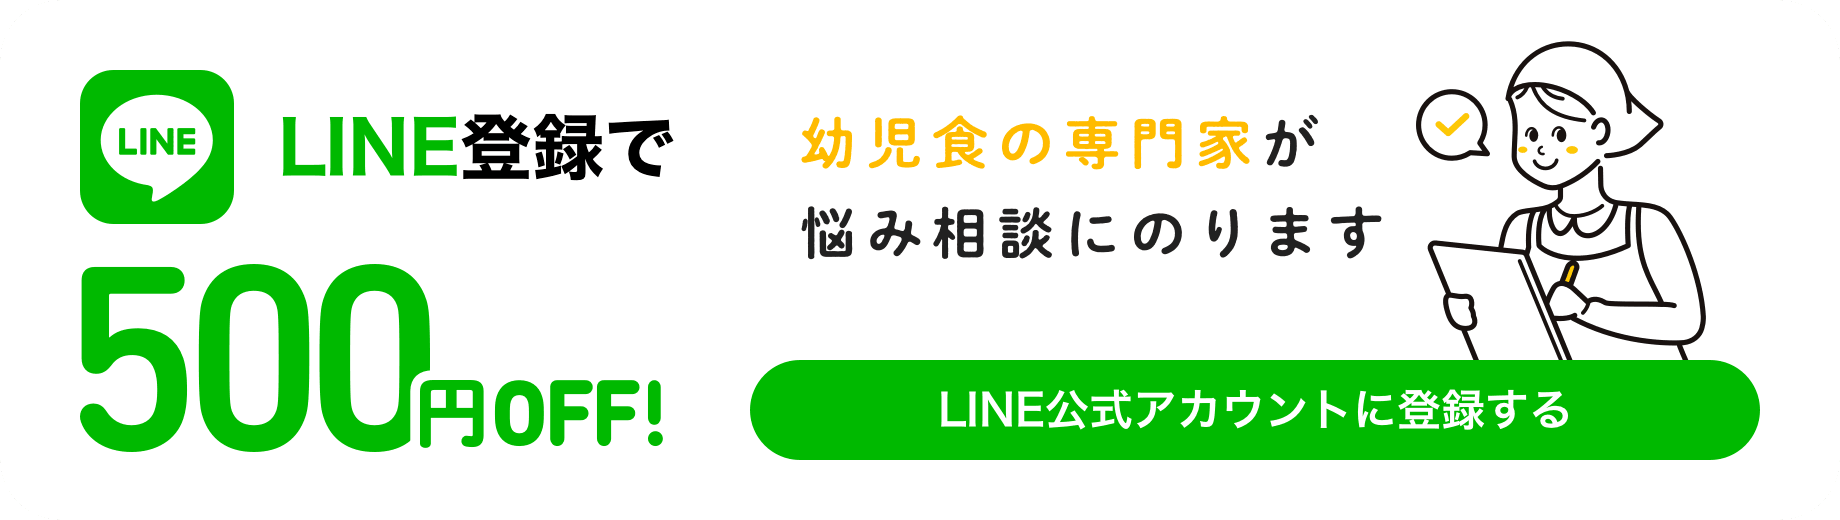 LINE
LINE登録で
500円OFF!
幼児食の専門家が
悩み相談にのります
LINE公式アカウントに登録する